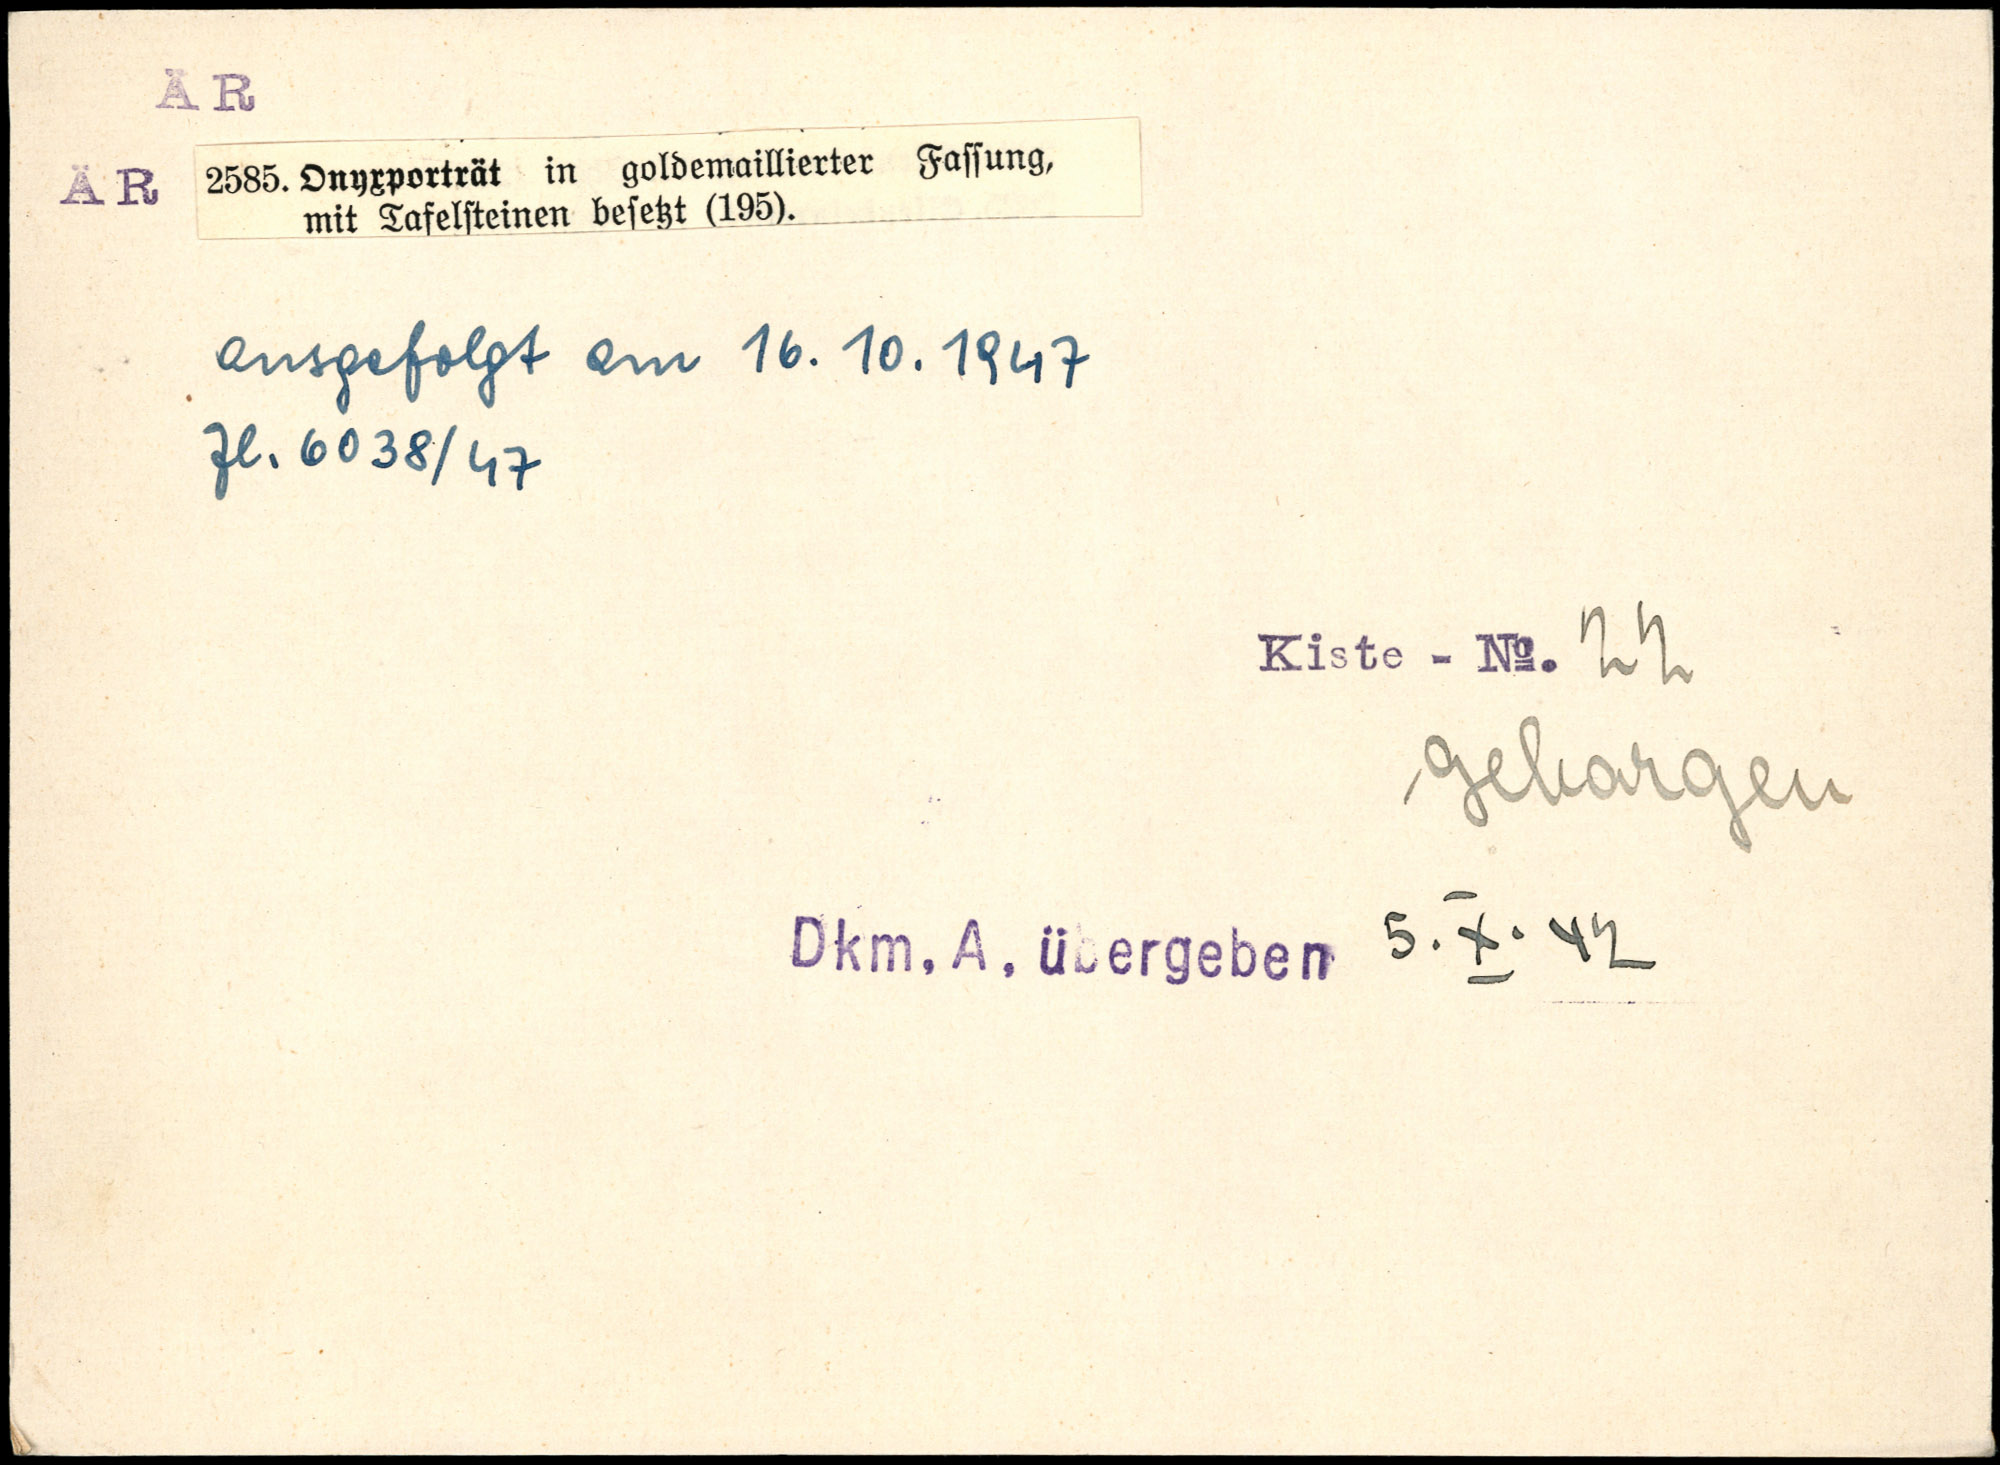 ÄR
ÄR
2585. Onyxporträt in goldemaillierter Fassung,
mit Tafelsteinen besetzt (195).
ausgefolgt am 16. 10. 1947
Zl. 6038/47
Kiste - №. 22
geborgen
Dkm. A. übergeben 5. X. 42